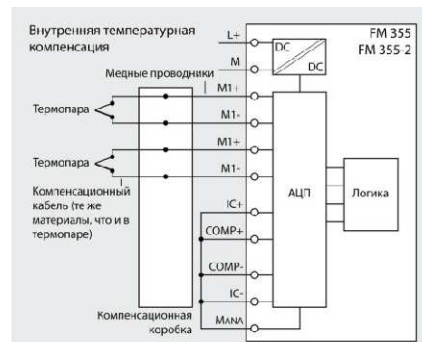 Внутренняя температурная
компенсация
L+
DC
DC
FM 355
FM 355-2
M
Медные проводники
M1+
Термопара
M1-
M1+
Термопара
M1-
Компенсационный
кабель (те же
материалы, что и в
термопаре)
АЦП
Логика
IC+
COMP+
COMP-
IC-
Компенсационная
коробка
MANA